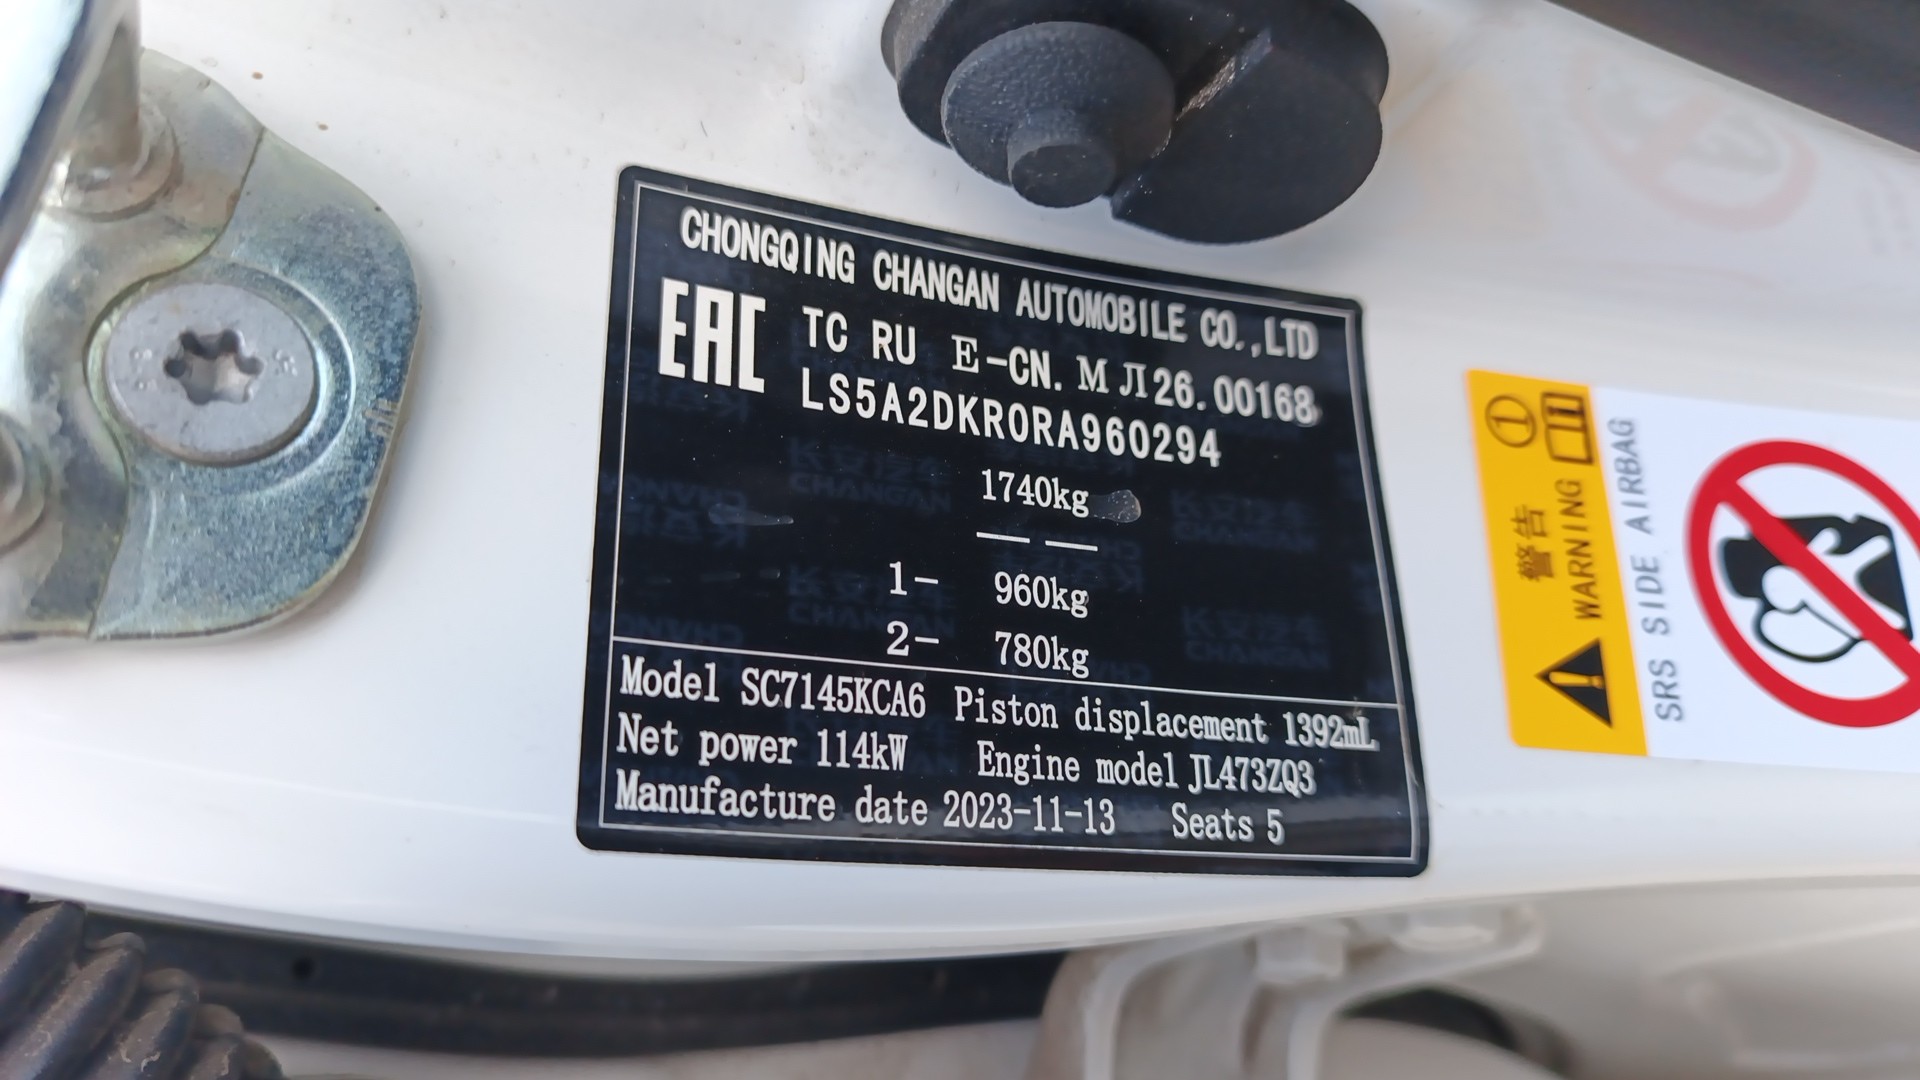 CHONGQING CHANGAN AUTOMOBILE CO.,LTD
EAC TC RU E-CN.МЛ26.00168
LS5A2DKR0RA960294
1740kg
— —
1- 960kg
2- 780kg
Model SC7145KCA6 Piston displacement 1392mL
Net power 114kW Engine model JL473ZQ3
Manufacture date 2023-11-13 Seats 5
警告
WARNING
SRS SIDE AIRBAG